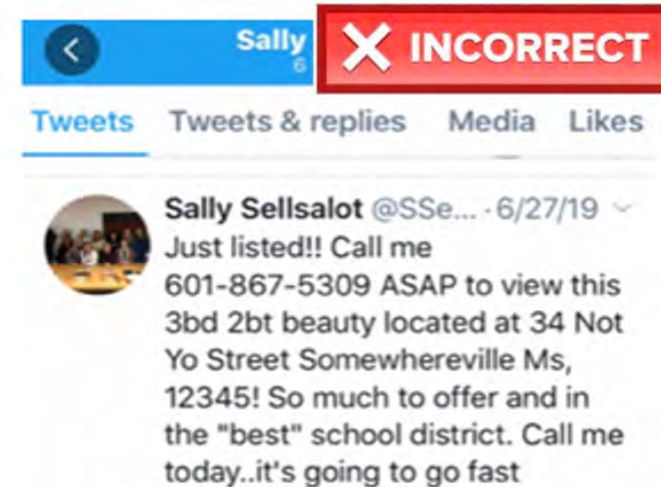 Sally
6
INCORRECT
Tweets Tweets & replies Media Likes
Sally Sellsalot @SSe... · 6/27/19
Just listed!! Call me
601-867-5309 ASAP to view this
3bd 2bt beauty located at 34 Not
Yo Street Somewhereville Ms,
12345! So much to offer and in
the "best" school district. Call me
today..it's going to go fast